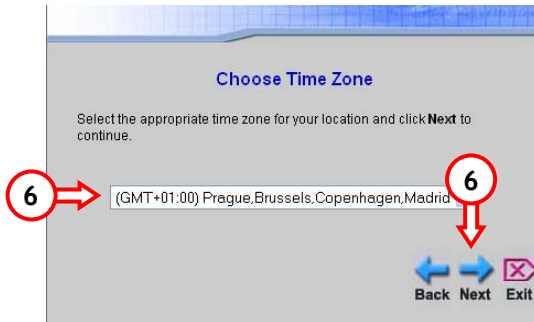 Choose Time Zone
Select the appropriate time zone for your location and click Next to
continue.
6
(GMT+01:00) Prague,Brussels,Copenhagen,Madrid
6
Back Next Exit